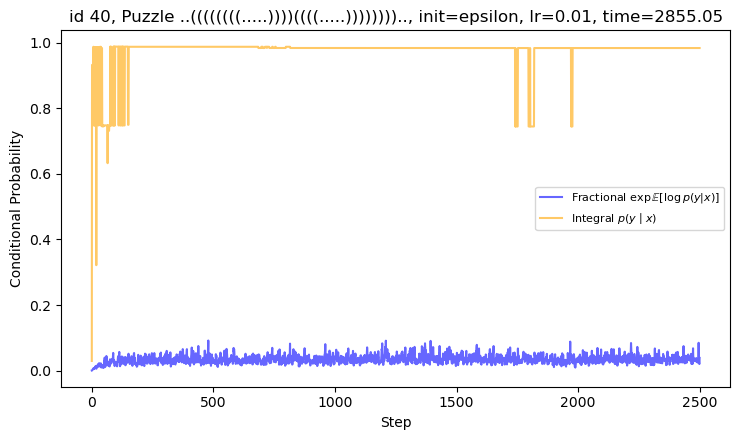 id 40, Puzzle ..((((((((.....))))((((.....)))))))).., init=epsilon, lr=0.01, time=2855.05
Conditional Probability
1.0
0.8
0.6
0.4
0.2
0.0
Fractional exp𝔼[log p(y|x)]
Integral p(y | x)
0
500
1000
1500
2000
2500
Step